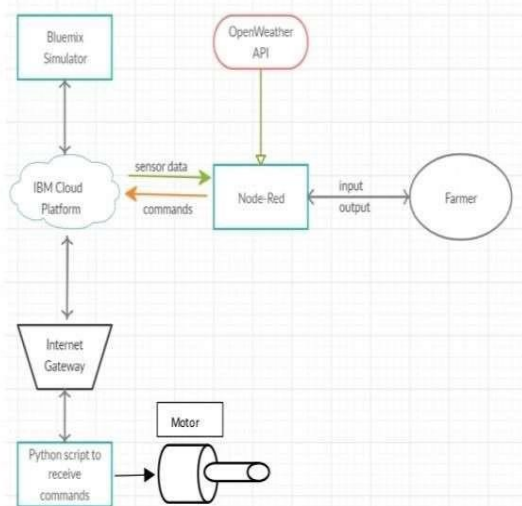 Bluemix
Simulator
OpenWeather
API
sensor data
IBM Cloud
Platform
commands
Node-Red
input
output
Farmer
Internet
Gateway
Motor
Python script to
receive
commands